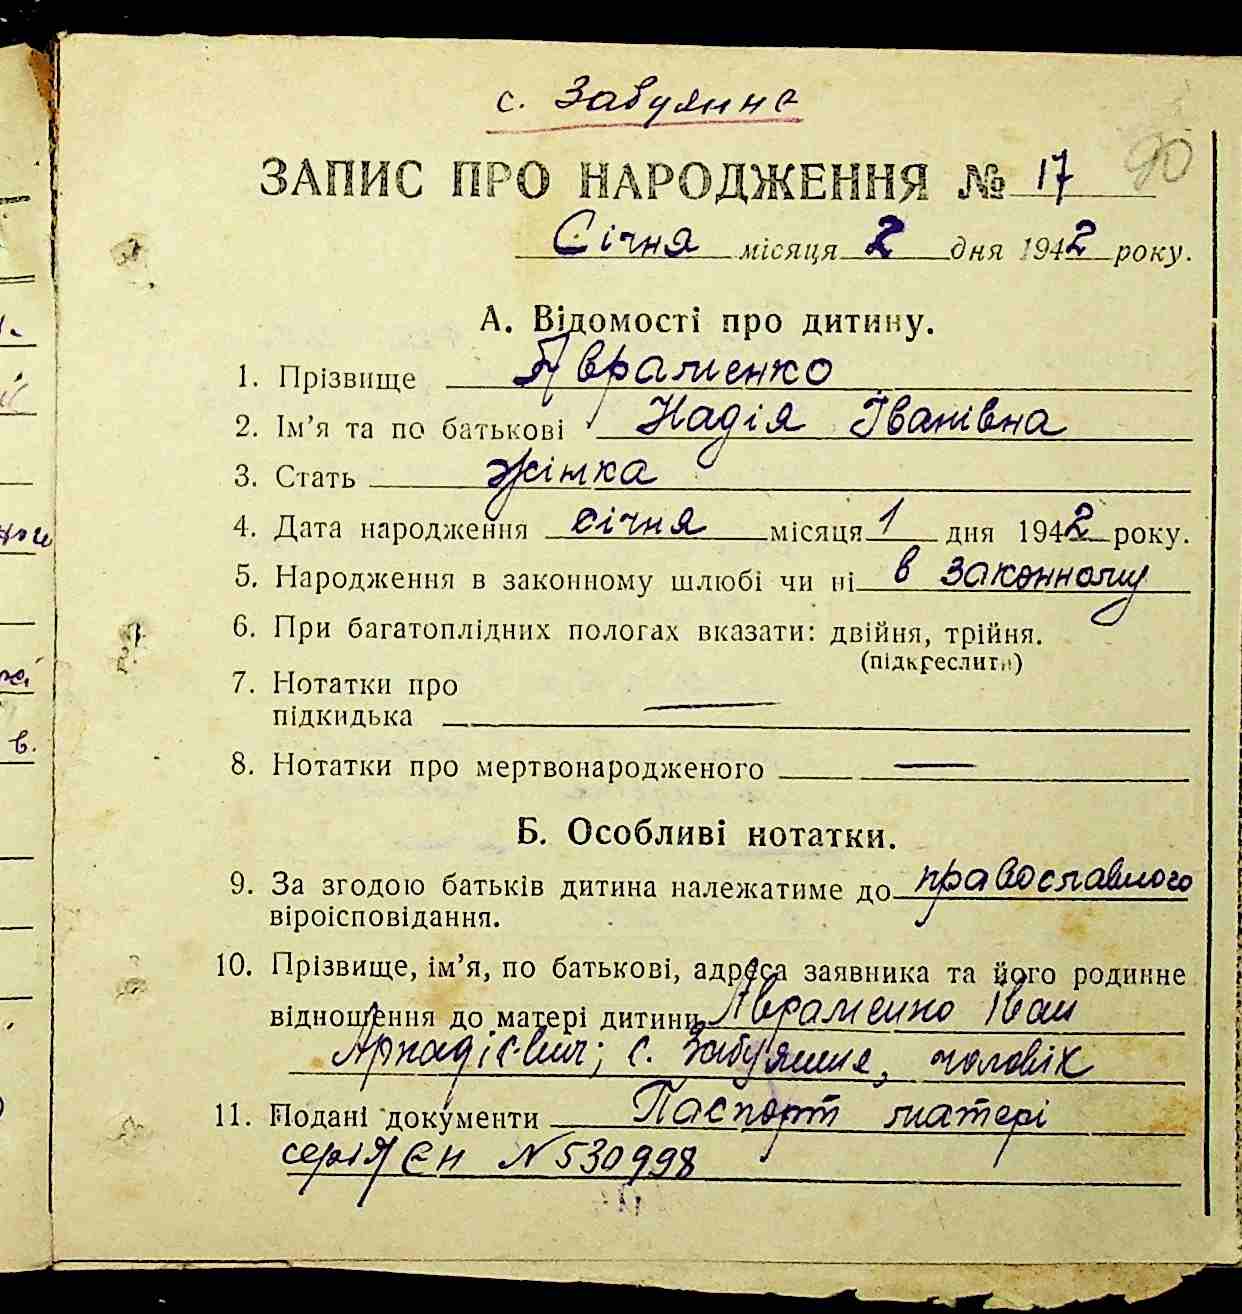 с. Забуянне
90
ЗАПИС ПРО НАРОДЖЕННЯ № 17
Січня місяця 2 дня 1942 року.
А. Відомості про дитину.
1. Прізвище Авраменко
2. Ім'я та по батькові Надія Іванівна
3. Стать жінка
4. Дата народження січня місяця 1 дня 1942 року.
5. Народження в законному шлюбі чи ні в законному
6. При багатоплідних пологах вказати: двійня, трійня.
(підкреслити)
7. Нотатки про
підкидька —
8. Нотатки про мертвонародженого —
Б. Особливі нотатки.
9. За згодою батьків дитина належатиме до православного
віроісповідання.
10. Прізвище, ім'я, по батькові, адреса заявника та його родинне
відношення до матері дитини Авраменко Іван
Аркадієвич; с. Забуяння, чоловік
11. Подані документи Паспорт матері
серія ЄН № 530998